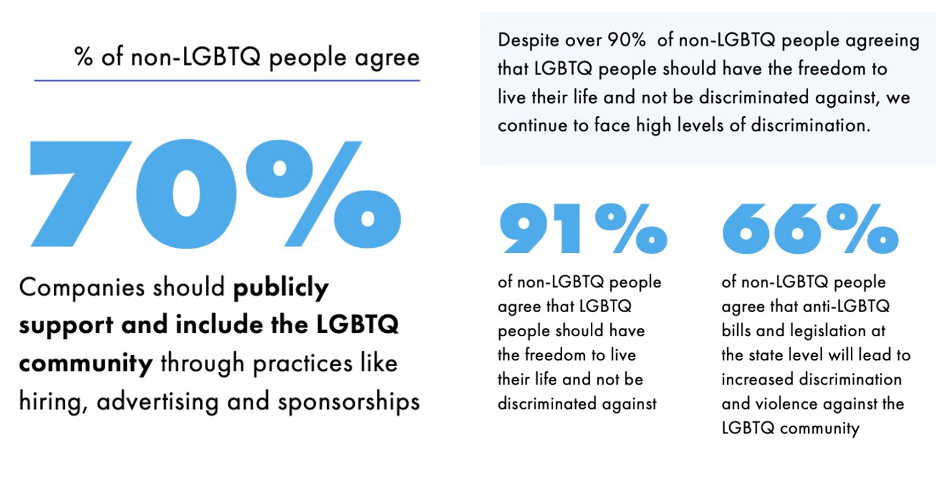 % of non-LGBTQ people agree
70%
Companies should publicly
support and include the LGBTQ
community through practices like
hiring, advertising and sponsorships
Despite over 90% of non-LGBTQ people agreeing
that LGBTQ people should have the freedom to
live their life and not be discriminated against, we
continue to face high levels of discrimination.
91%
of non-LGBTQ people
agree that LGBTQ
people should have
the freedom to live
their life and not be
discriminated against
66%
of non-LGBTQ people
agree that anti-LGBTQ
bills and legislation at
the state level will lead to
increased discrimination
and violence against the
LGBTQ community